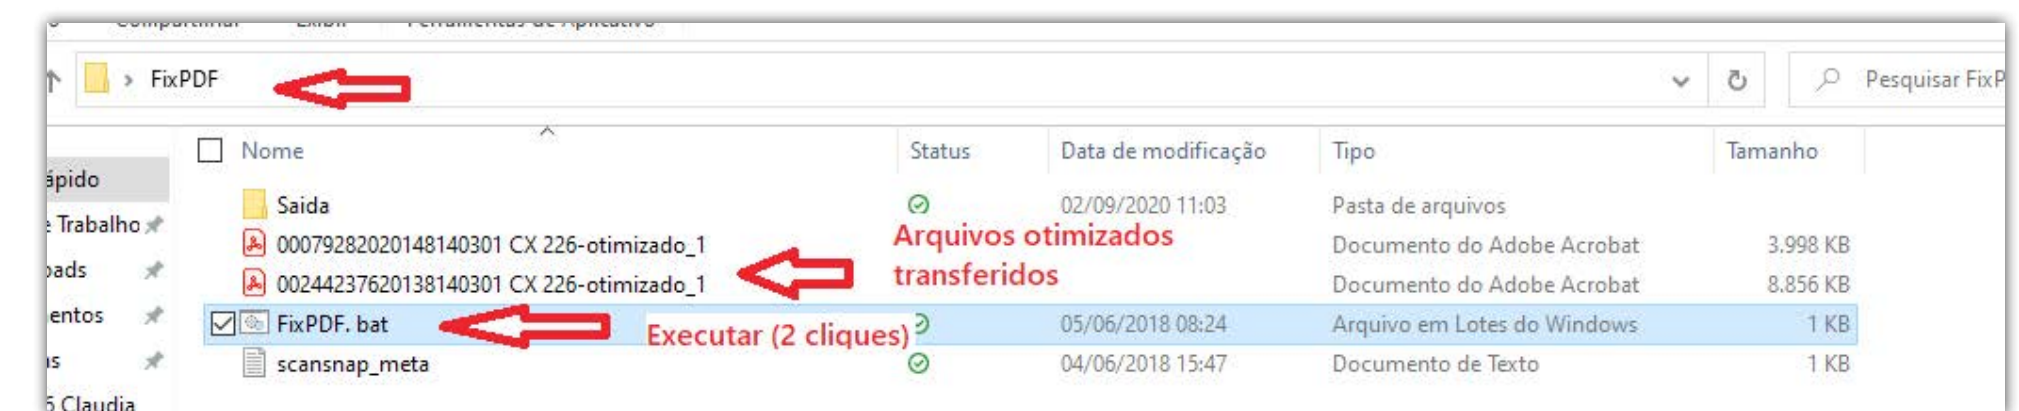 FixPDF
Pesquisar FixP
Nome Status Data de modificação Tipo Tamanho
ápido
Saida 02/09/2020 11:03 Pasta de arquivos
e Trabalho
00079282020148140301 CX 226-otimizado_1 Documento do Adobe Acrobat 3.998 KB
Arquivos otimizados
transferidos
oads
00244237620138140301 CX 226-otimizado_1 Documento do Adobe Acrobat 8.856 KB
entos
FixPDF. bat 05/06/2018 08:24 Arquivo em Lotes do Windows 1 KB
Executar (2 cliques)
as
scansnap_meta 04/06/2018 15:47 Documento de Texto 1 KB
6 Claudia